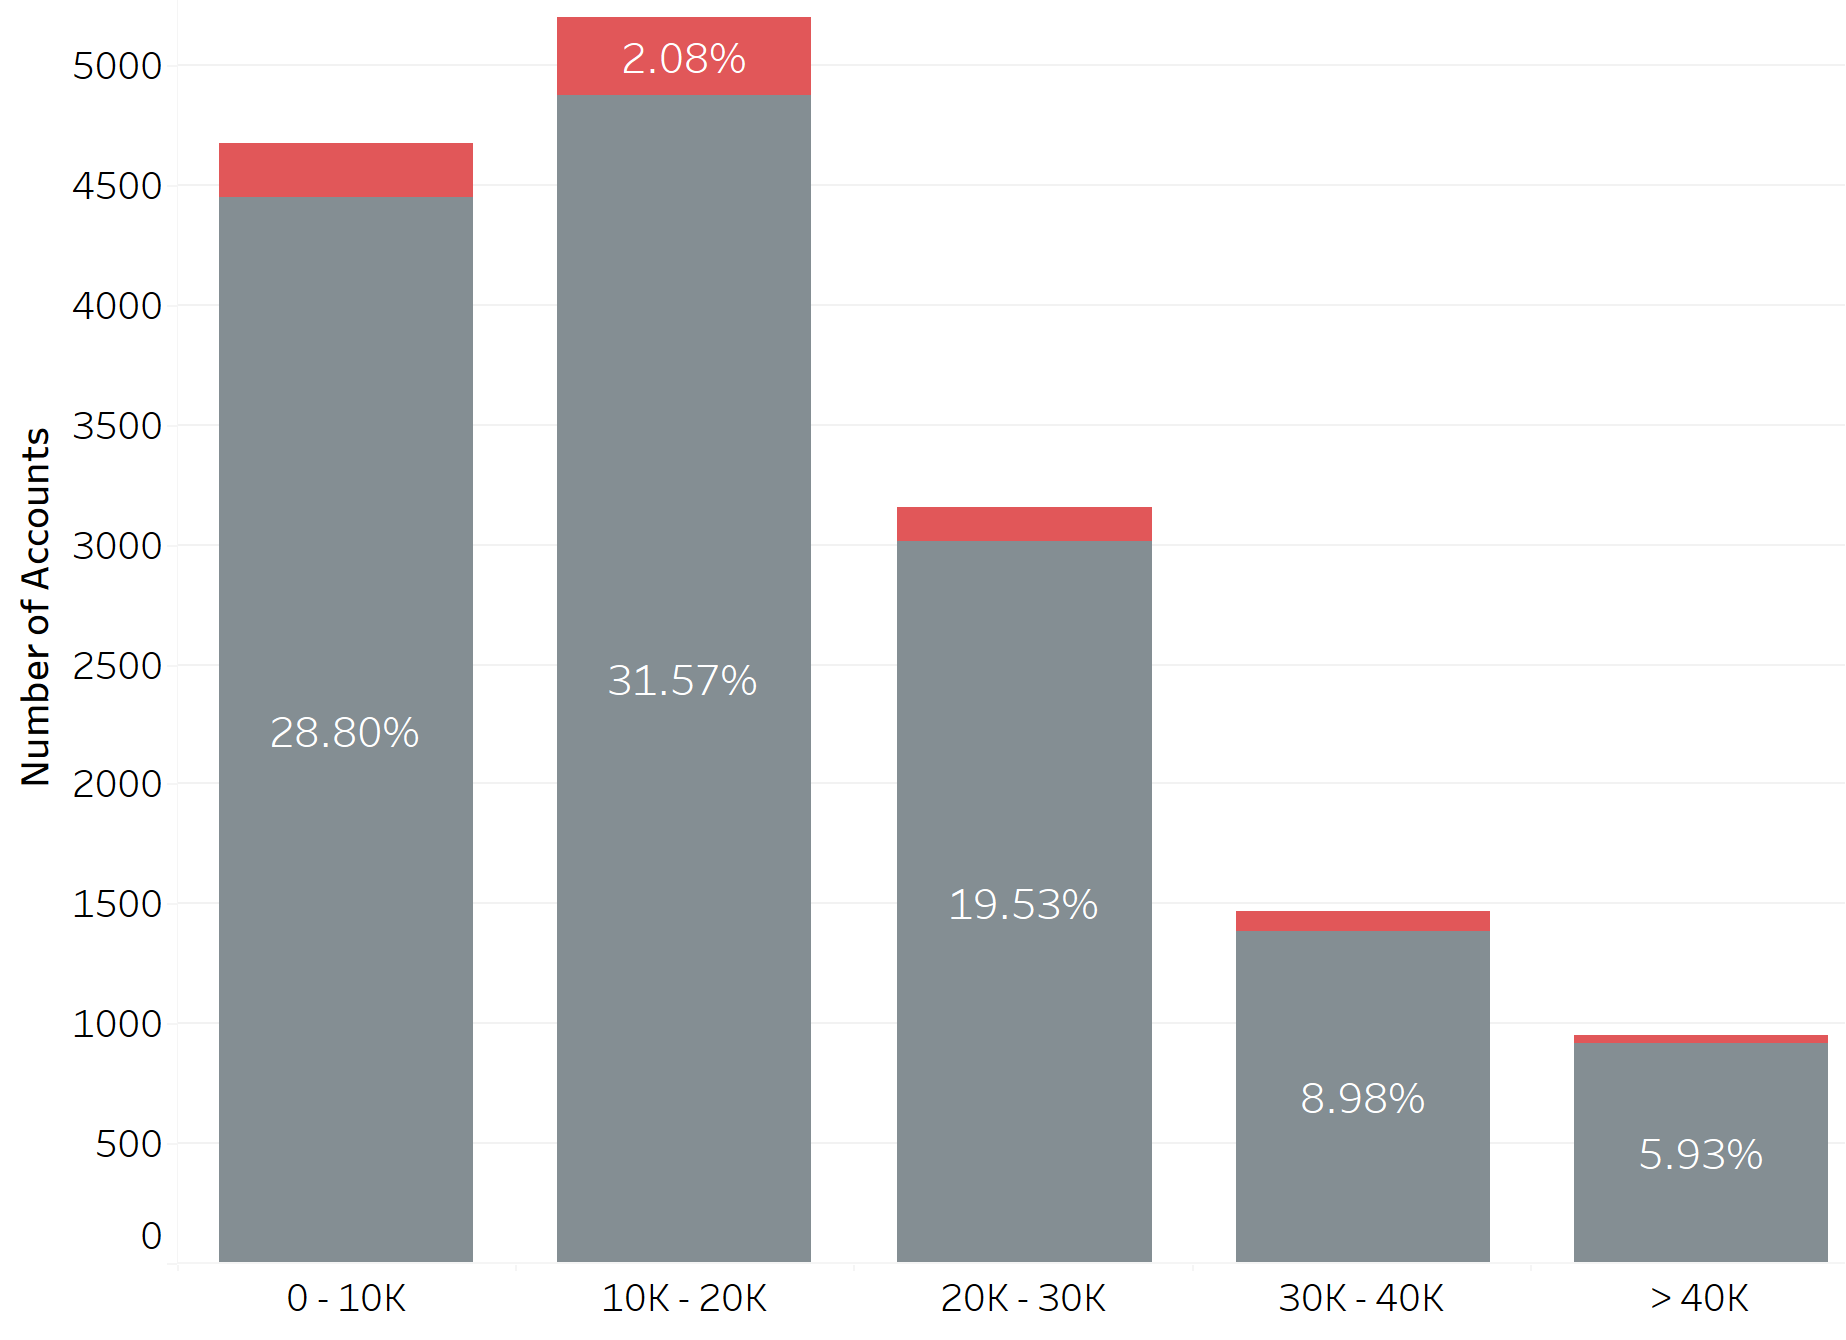 Number of Accounts
5000
4500
4000
3500
3000
2500
2000
1500
1000
500
0
2.08%
28.80%
31.57%
19.53%
8.98%
5.93%
0 - 10K
10K - 20K
20K - 30K
30K - 40K
> 40K